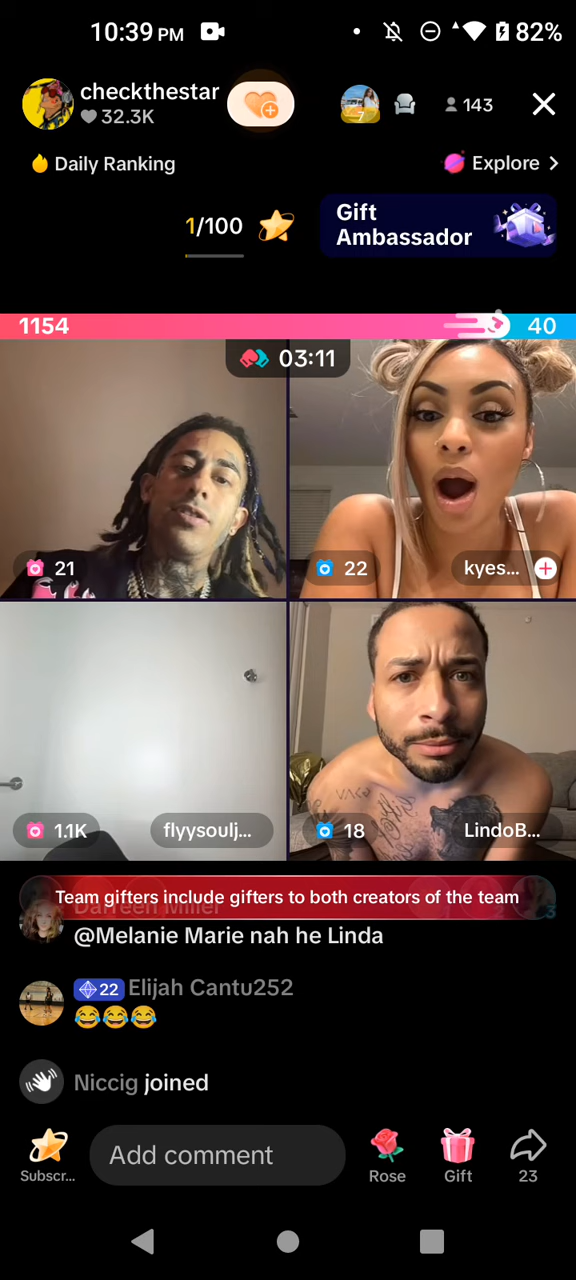 10:39 PM
82%
checkthestar
32.3K
7
143
Daily Ranking
Explore
1/100
Gift
Ambassador
1154
40
03:11
21
22
kyes...
1.1K
flyysoulj...
18
LindoB...
Team gifters include gifters to both creators of the team
Darreen Miller
@Melanie Marie nah he Linda
22 Elijah Cantu252
😂😂😂
Niccig joined
Subscr...
Add comment
Rose
Gift
23